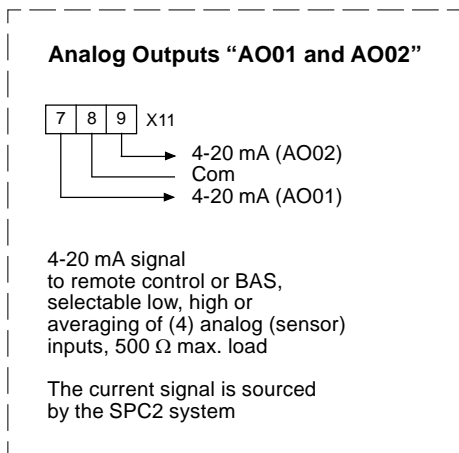 Analog Outputs “AO01 and AO02”
7 8 9 X11
4-20 mA (AO02)
Com
4-20 mA (AO01)
4-20 mA signal
to remote control or BAS,
selectable low, high or
averaging of (4) analog (sensor)
inputs, 500 Ω max. load
The current signal is sourced
by the SPC2 system